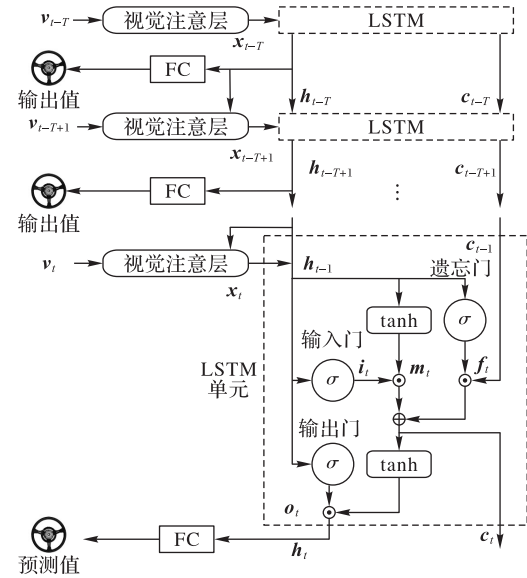 v_{t-T} 视觉注意层 LSTM
x_{t-T}
FC
输出值 h_{t-T} c_{t-T}
v_{t-T+1} 视觉注意层 LSTM
x_{t-T+1} h_{t-T+1} c_{t-T+1}
FC ⋮
输出值
c_{t-1}
v_t 视觉注意层 h_{t-1} 遗忘门
x_t
tanh σ
输入门
LSTM σ i_t m_t f_t
单元
输出门
σ tanh
o_t
h_t c_t
FC
预测值